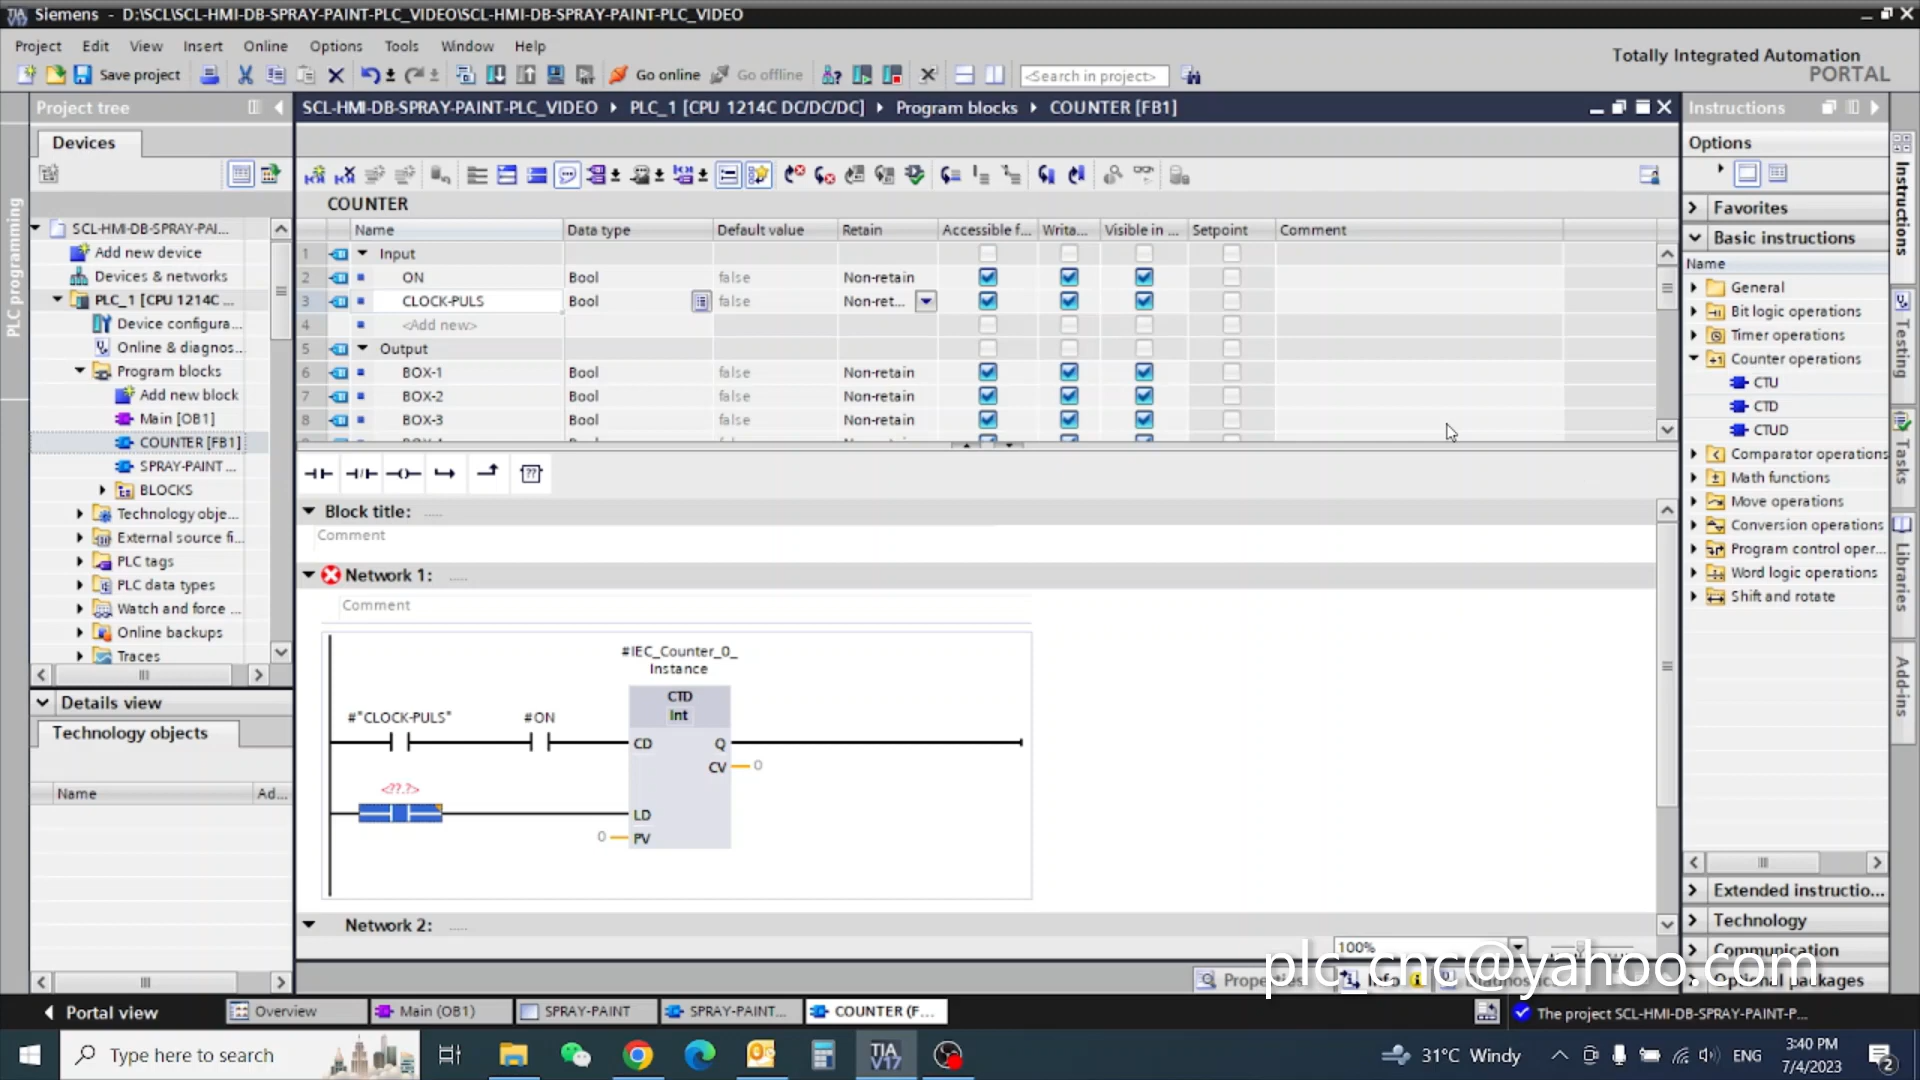 Siemens - D:\SCL\SCL-HMI-DB-SPRAY-PAINT-PLC_VIDEO\SCL-HMI-DB-SPRAY-PAINT-PLC_VIDEO
Project Edit View Insert Online Options Tools Window Help
Totally Integrated Automation
PORTAL
Save project
Go online
Go offline
<Search in project>
Project tree
SCL-HMI-DB-SPRAY-PAINT-PLC_VIDEO PLC_1 [CPU 1214C DC/DC/DC] Program blocks COUNTER [FB1]
Instructions
Devices
Options
PLC programming
COUNTER
Name Data type Default value Retain Accessible f... Writa... Visible in ... Setpoint Comment
1 Input
2 ON Bool false Non-retain
3 CLOCK-PULS Bool false Non-ret...
4 <Add new>
5 Output
6 BOX-1 Bool false Non-retain
7 BOX-2 Bool false Non-retain
8 BOX-3 Bool false Non-retain
SCL-HMI-DB-SPRAY-PAI...
Add new device
Devices & networks
PLC_1 [CPU 1214C ...
Device configura...
Online & diagnos...
Program blocks
Add new block
Main [OB1]
COUNTER [FB1]
SPRAY-PAINT ...
BLOCKS
Technology obje...
External source fi...
PLC tags
PLC data types
Watch and force ...
Online backups
Traces
Details view
Technology objects
Name Ad...
Block title: .....
Comment
Network 1: .....
Comment
#IEC_Counter_0_
Instance
CTD
Int
#"CLOCK-PULS" #ON
CD Q
CV 0
<??.?>
LD
0 PV
Network 2: .....
100%
Favorites
Basic instructions
Name
General
Bit logic operations
Timer operations
Counter operations
CTU
CTD
CTUD
Comparator operations
Math functions
Move operations
Conversion operations
Program control oper...
Word logic operations
Shift and rotate
Extended instructio...
Technology
Communication
Optional packages
Instructions
Testing
Tasks
Libraries
Add-ins
plc_cnc@yahoo.com
Properties Info Diagnostics
Portal view Overview Main (OB1) SPRAY-PAINT SPRAY-PAINT... COUNTER (F...
The project SCL-HMI-DB-SPRAY-PAINT-P...
Type here to search
TIA
V17
31°C Windy
ENG
3:40 PM
7/4/2023
2